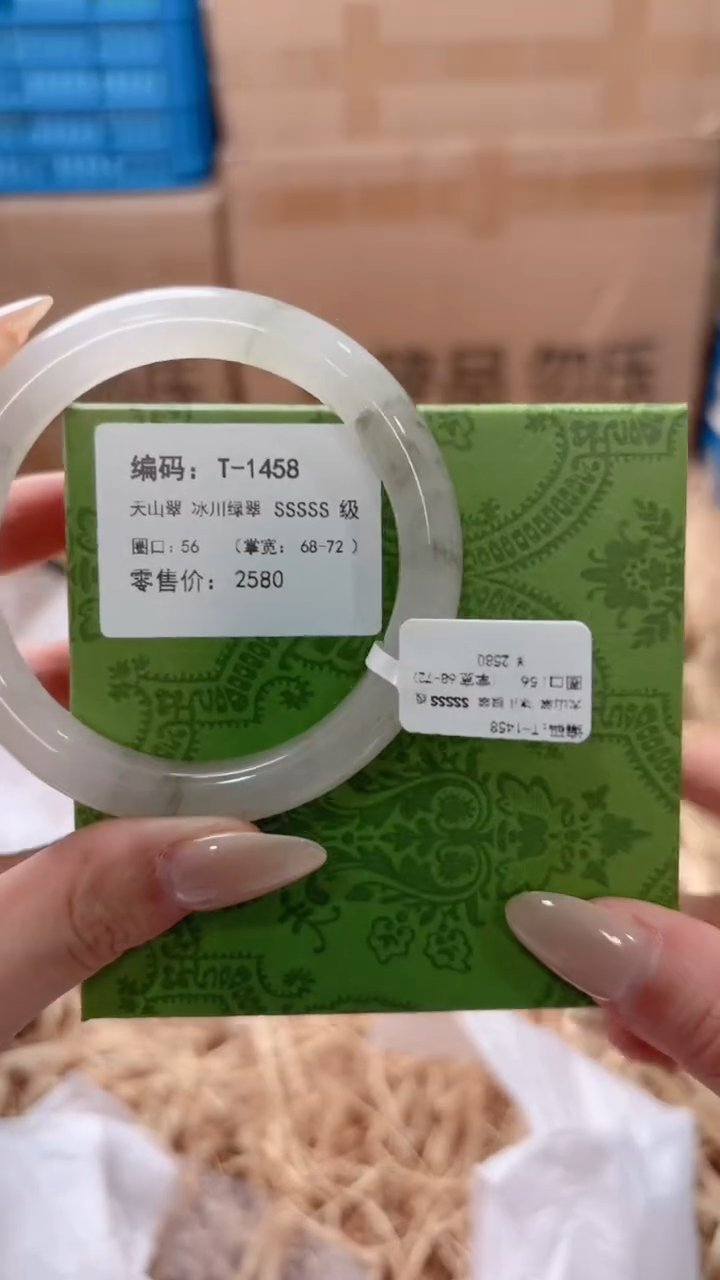 编码: T-1458
天山翠 冰川绿翠 SSSSS 级
圈口: 56 (掌宽: 68-72 )
零售价: 2580
编码: T-1458
天山翠 冰川绿翠 SSSSS 级
圈口: 56 (掌宽 68-72)
￥2580
勿压